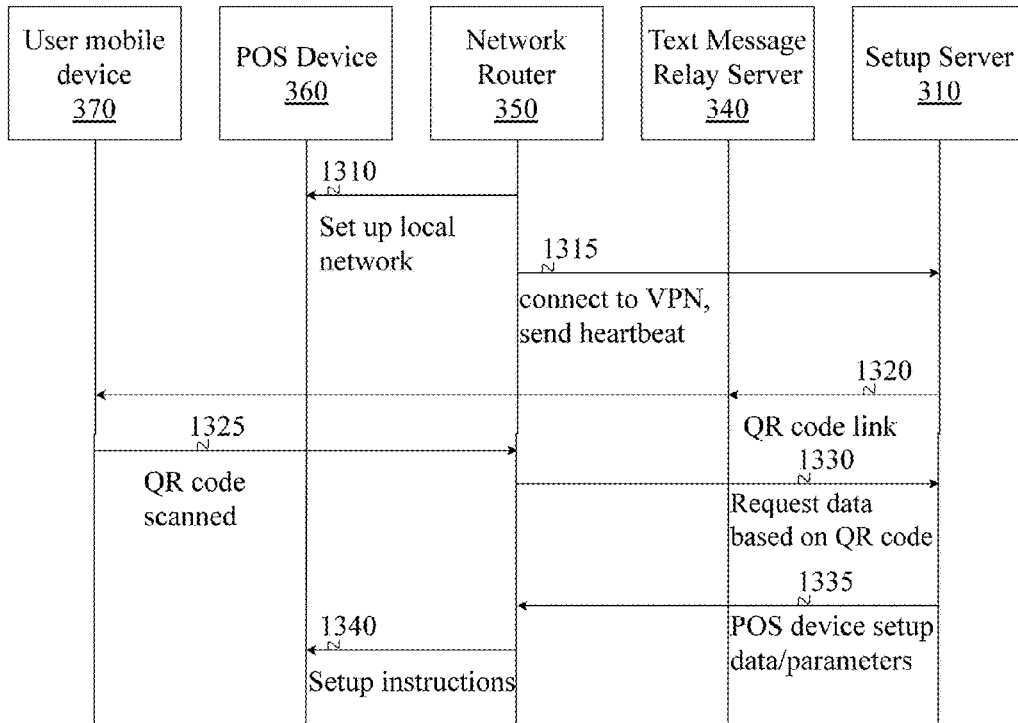 User mobile
device
370
POS Device
360
Network
Router
350
Text Message
Relay Server
340
Setup Server
310
1310
Set up local
network
1315
connect to VPN,
send heartbeat
1320
QR code link
1325
QR code
scanned
1330
Request data
based on QR code
1335
POS device setup
data/parameters
1340
Setup instructions